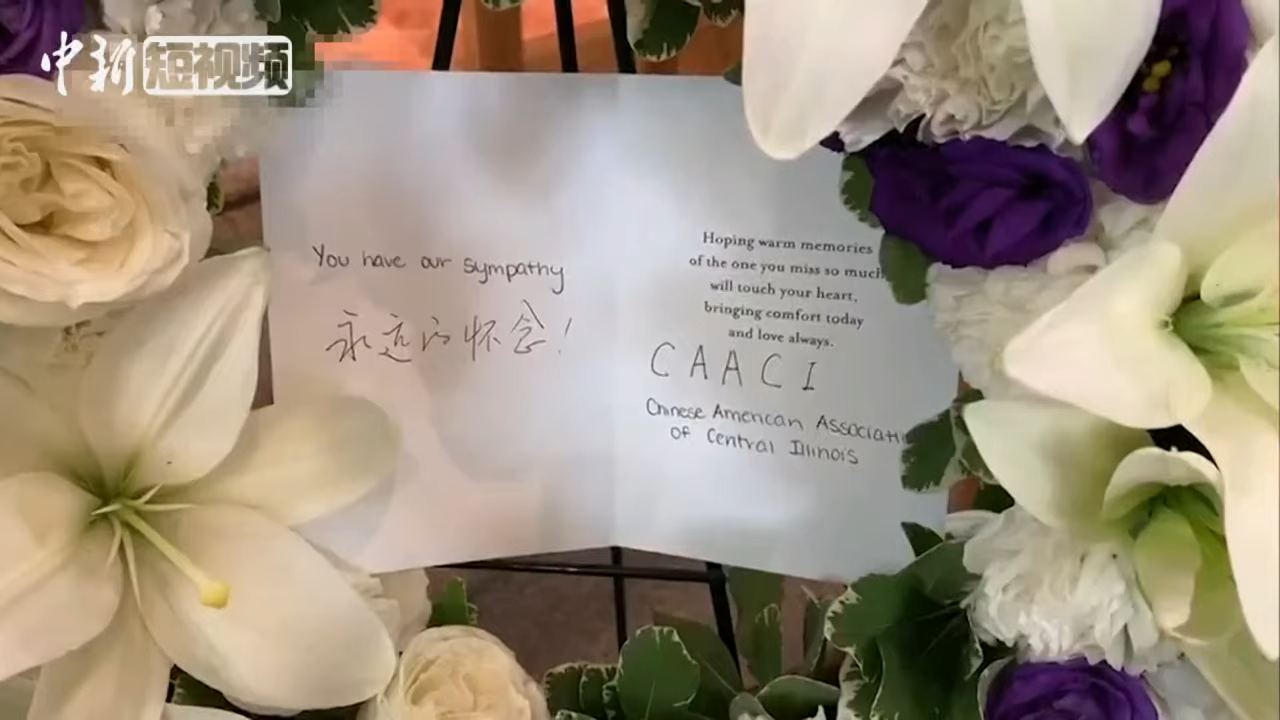 中新 短视频
You have our sympathy
永远的怀念!
Hoping warm memories
of the one you miss so much
will touch your heart,
bringing comfort today
and love always.
CAACI
Chinese American Associati
of Central Illinois